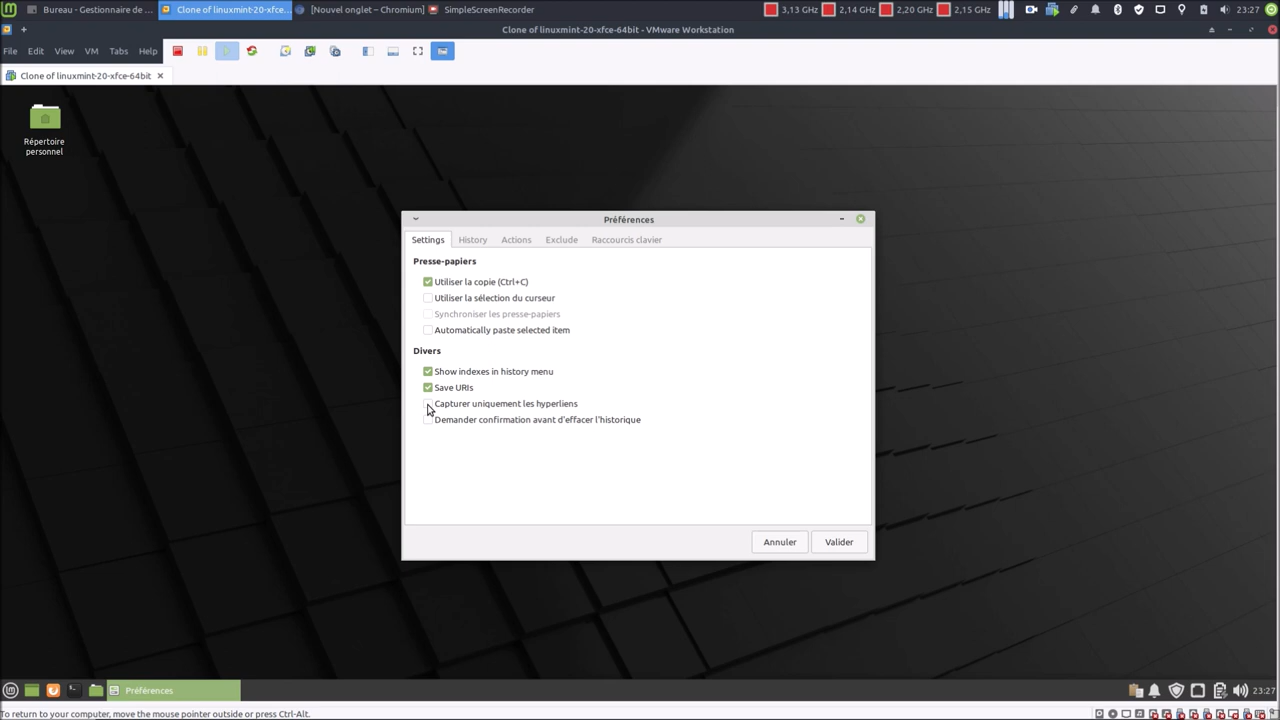 Bureau - Gestionnaire de ...
Clone of linuxmint-20-xfce...
[Nouvel onglet – Chromium]
SimpleScreenRecorder
3,13 GHz
2,14 GHz
2,20 GHz
2,15 GHz
23:27
Clone of linuxmint-20-xfce-64bit - VMware Workstation
File Edit View VM Tabs Help
Clone of linuxmint-20-xfce-64bit
Répertoire
personnel
Préférences
Settings History Actions Exclude Raccourcis clavier
Presse-papiers
Utiliser la copie (Ctrl+C)
Utiliser la sélection du curseur
Synchroniser les presse-papiers
Automatically paste selected item
Divers
Show indexes in history menu
Save URIs
Capturer uniquement les hyperliens
Demander confirmation avant d'effacer l'historique
Annuler Valider
Préférences
23:27
To return to your computer, move the mouse pointer outside or press Ctrl-Alt.